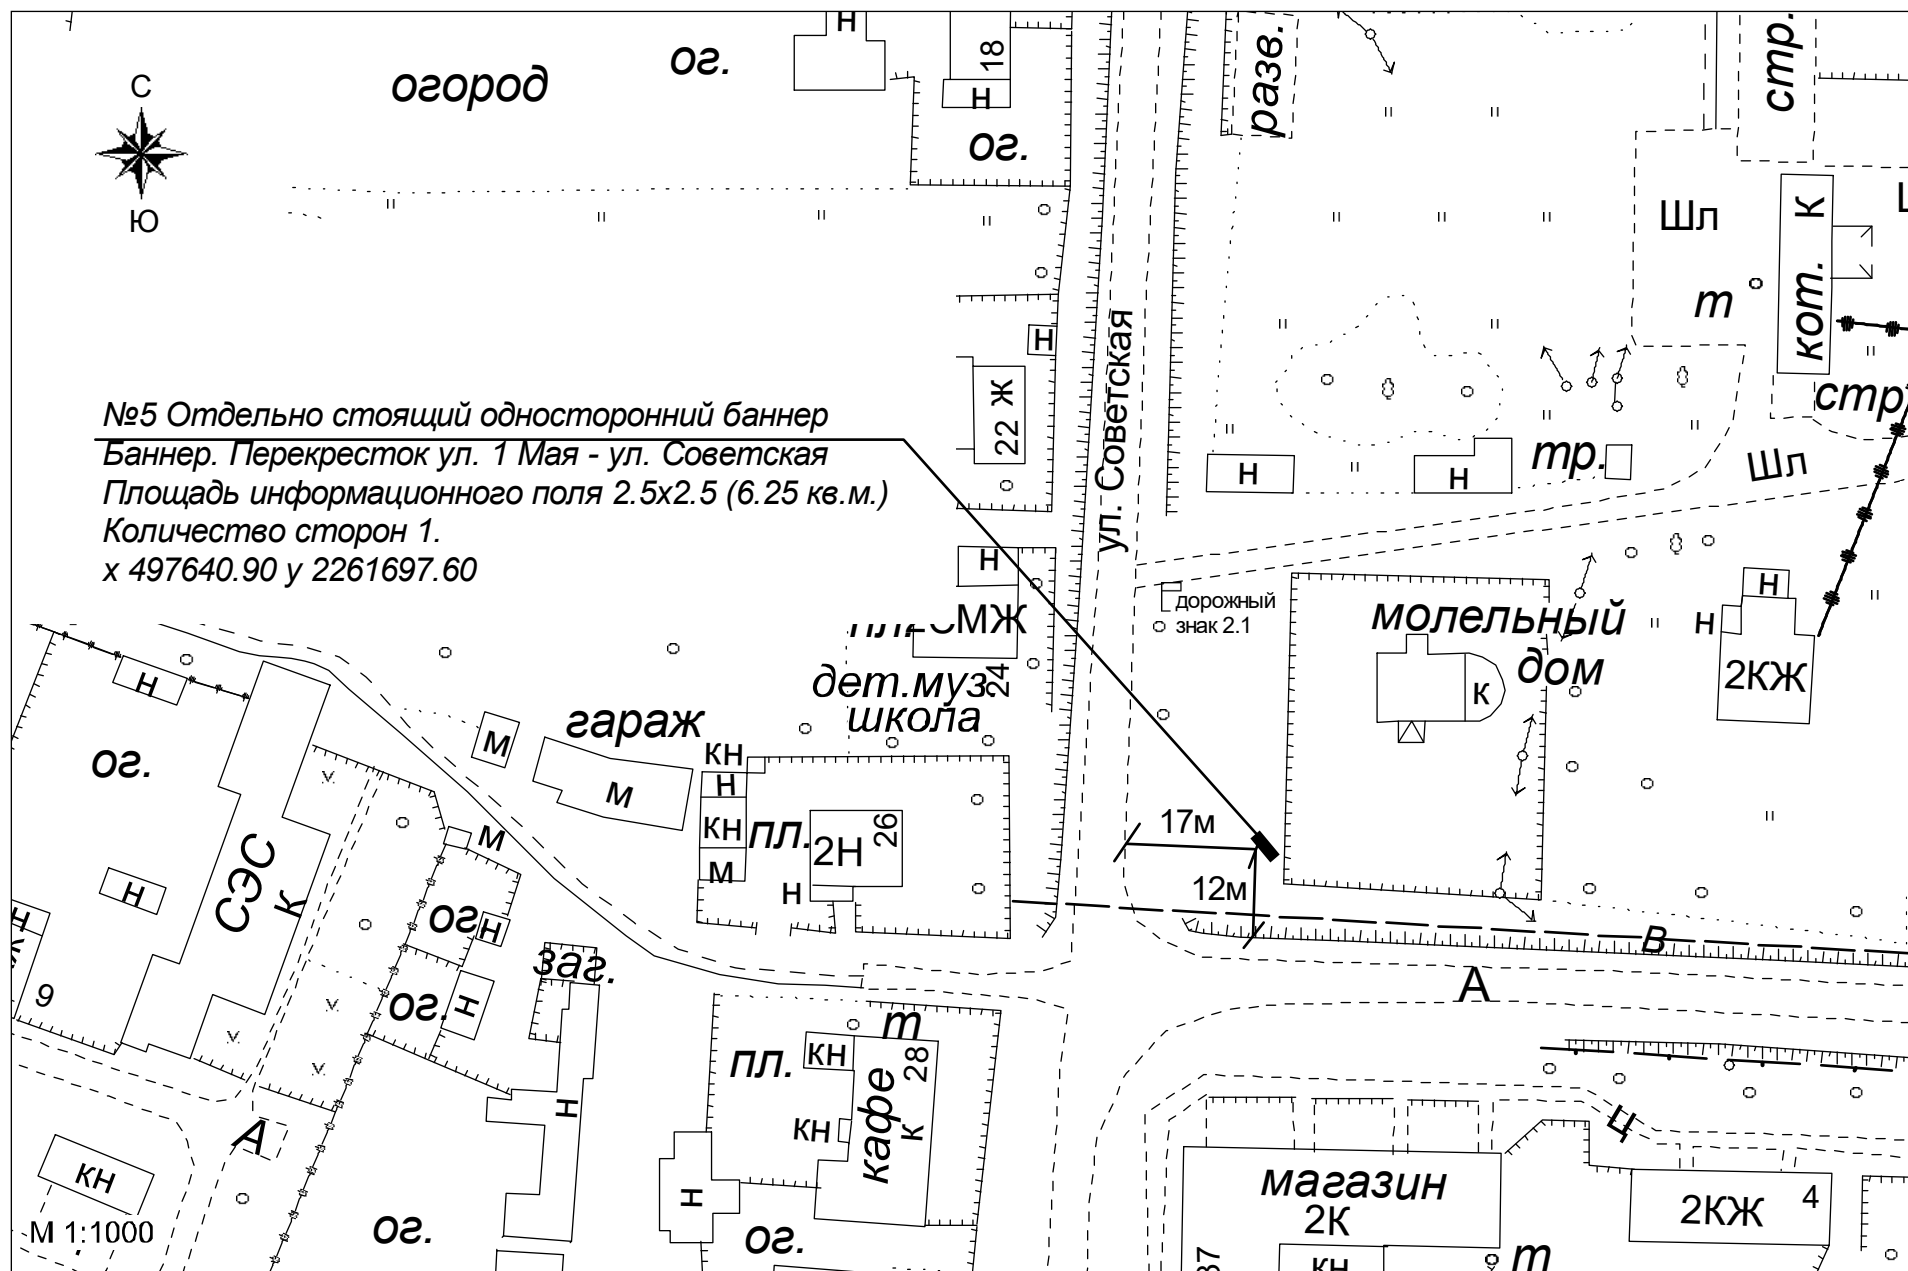 Н
ог.
18
разв.
стр.
огород
С
Н
ог.
К
Шл
Ю
т
кот.
Н
ул. Советская
Ж
стр
№5 Отдельно стоящий односторонний баннер
22
Баннер. Перекресток ул. 1 Мая - ул. Советская
тр.
Шл
Н
Н
Площадь информационного поля 2.5х2.5 (6.25 кв.м.)
Количество сторон 1.
Н
х 497640.90 у 2261697.60
Н
дорожный
знак 2.1
МЖ
молельный
дом
Н
24
дет.муз
школа
к
2КЖ
Н
гараж
М
кн
ог.
Н
М
17м
26
КН
пл.
2Н
М
М
12м
Н
Н
СЭС
К
ог.
Н
Н
В
заг.
А
9
ог.
Н
т
пл.
КН
28
кафе
К
Н
КН
Ц
А
КН
Н
магазин
2К
2КЖ
4
М 1:1000
ог.
ог.
т
37
КН